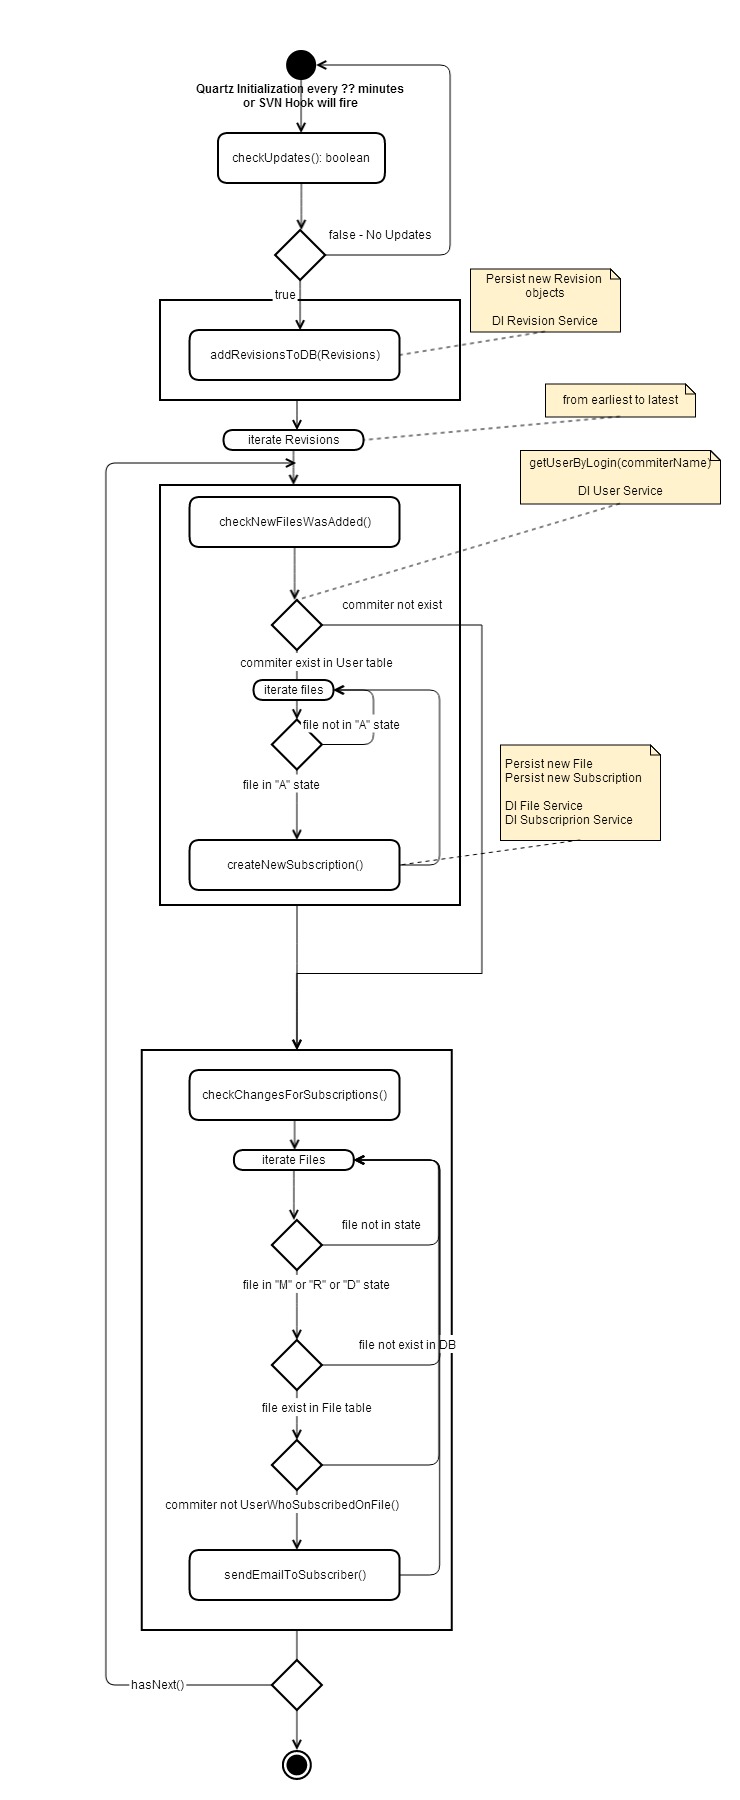 Quartz Initialization every ?? minutes
or SVN Hook will fire
checkUpdates(): boolean
false - No Updates
true
Persist new Revision
objects
DI Revision Service
addRevisionsToDB(Revisions)
from earliest to latest
iterate Revisions
getUserByLogin(commiterName)
DI User Service
checkNewFilesWasAdded()
commiter not exist
commiter exist in User table
iterate files
file not in "A" state
file in "A" state
Persist new File
Persist new Subscription
DI File Service
DI Subscriprion Service
createNewSubscription()
checkChangesForSubscriptions()
iterate Files
file not in state
file in "M" or "R" or "D" state
file not exist in DB
file exist in File table
commiter not UserWhoSubscribedOnFile()
sendEmailToSubscriber()
hasNext()